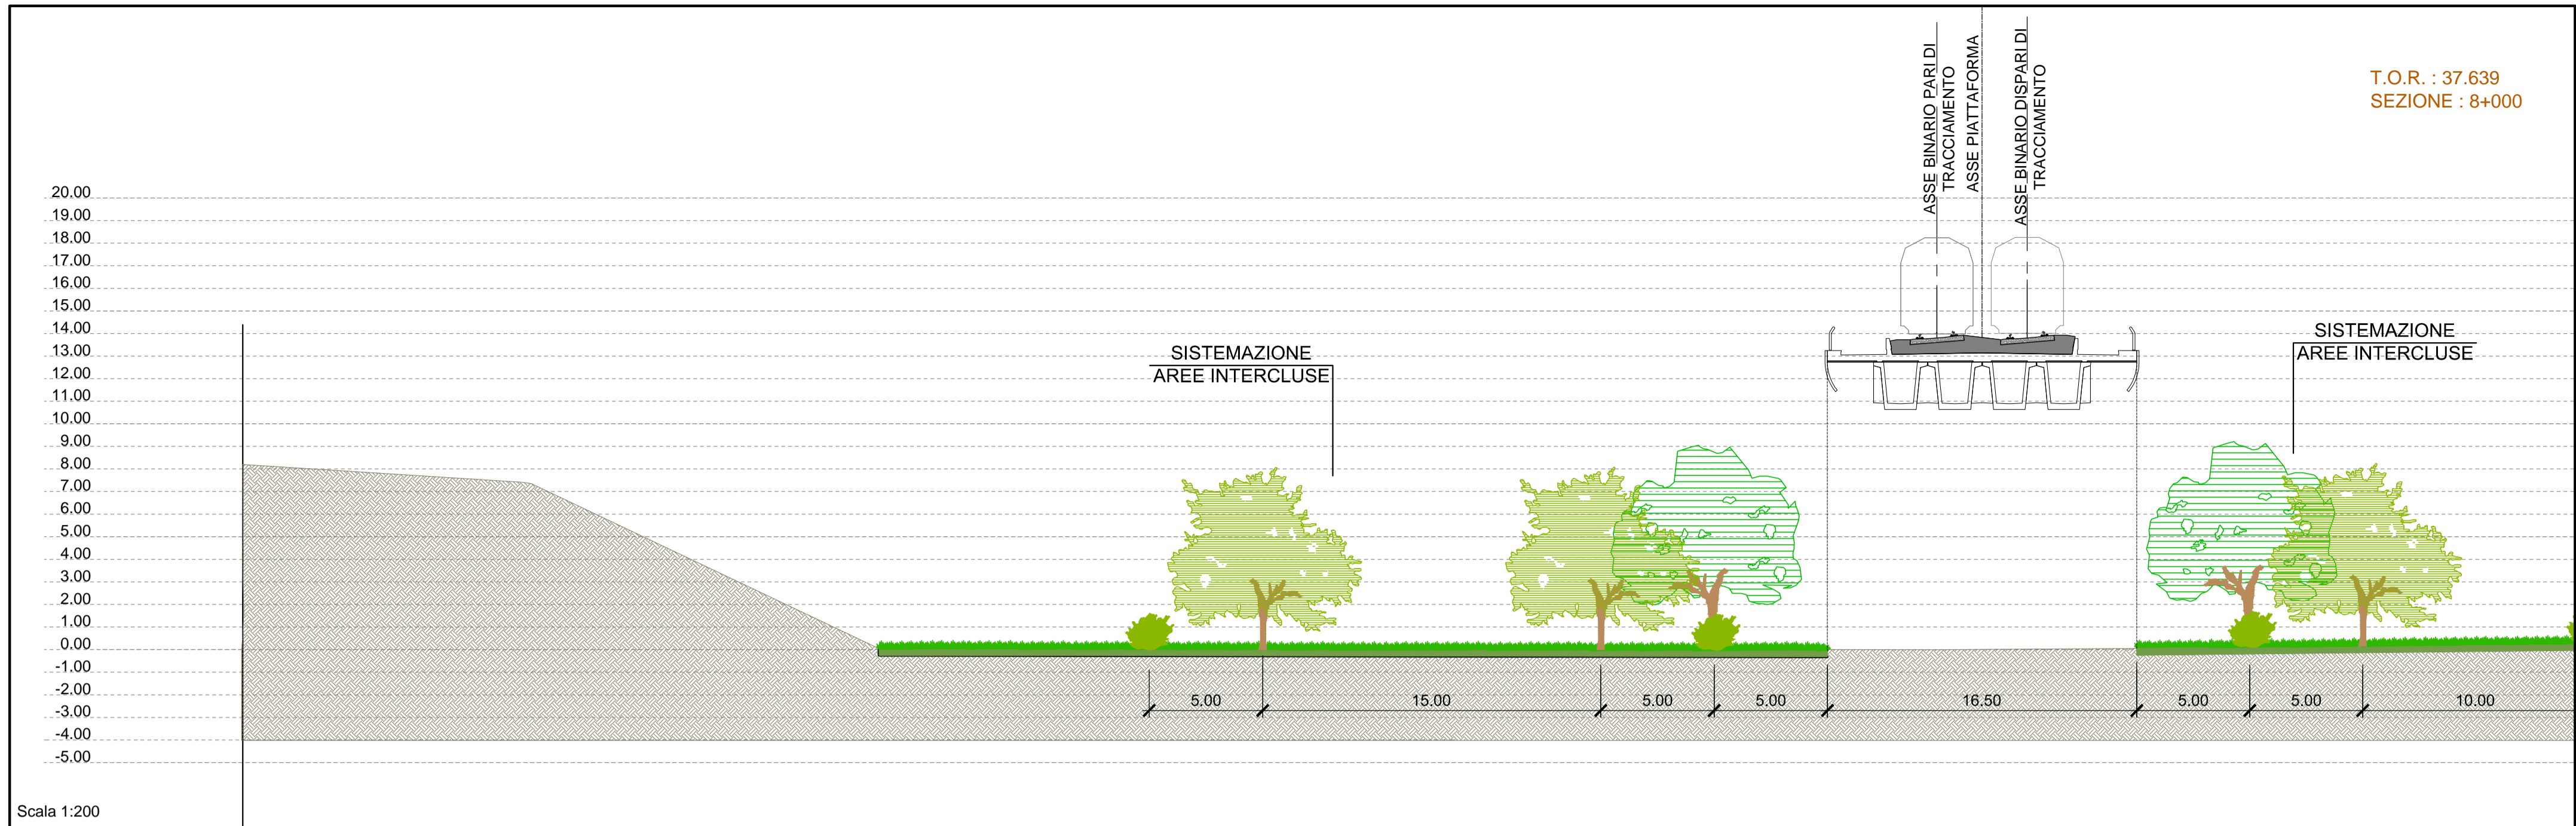 ASSE BINARIO PARI DI
TRACCIAMENTO
ASSE PIATTAFORMA
ASSE BINARIO DISPARI DI
TRACCIAMENTO
T.O.R. : 37.639
SEZIONE : 8+000
20.00
19.00
18.00
17.00
16.00
15.00
14.00
13.00
12.00
11.00
10.00
9.00
8.00
7.00
6.00
5.00
4.00
3.00
2.00
1.00
0.00
-1.00
-2.00
-3.00
-4.00
-5.00
SISTEMAZIONE
AREE INTERCLUSE
SISTEMAZIONE
AREE INTERCLUSE
5.00
15.00
5.00
5.00
16.50
5.00
5.00
10.00
Scala 1:200